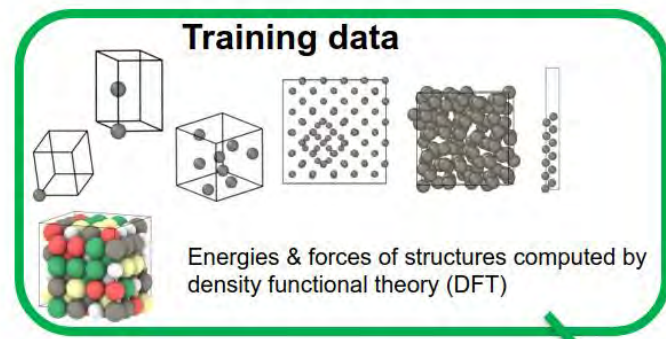 Training data
Energies & forces of structures computed by
density functional theory (DFT)